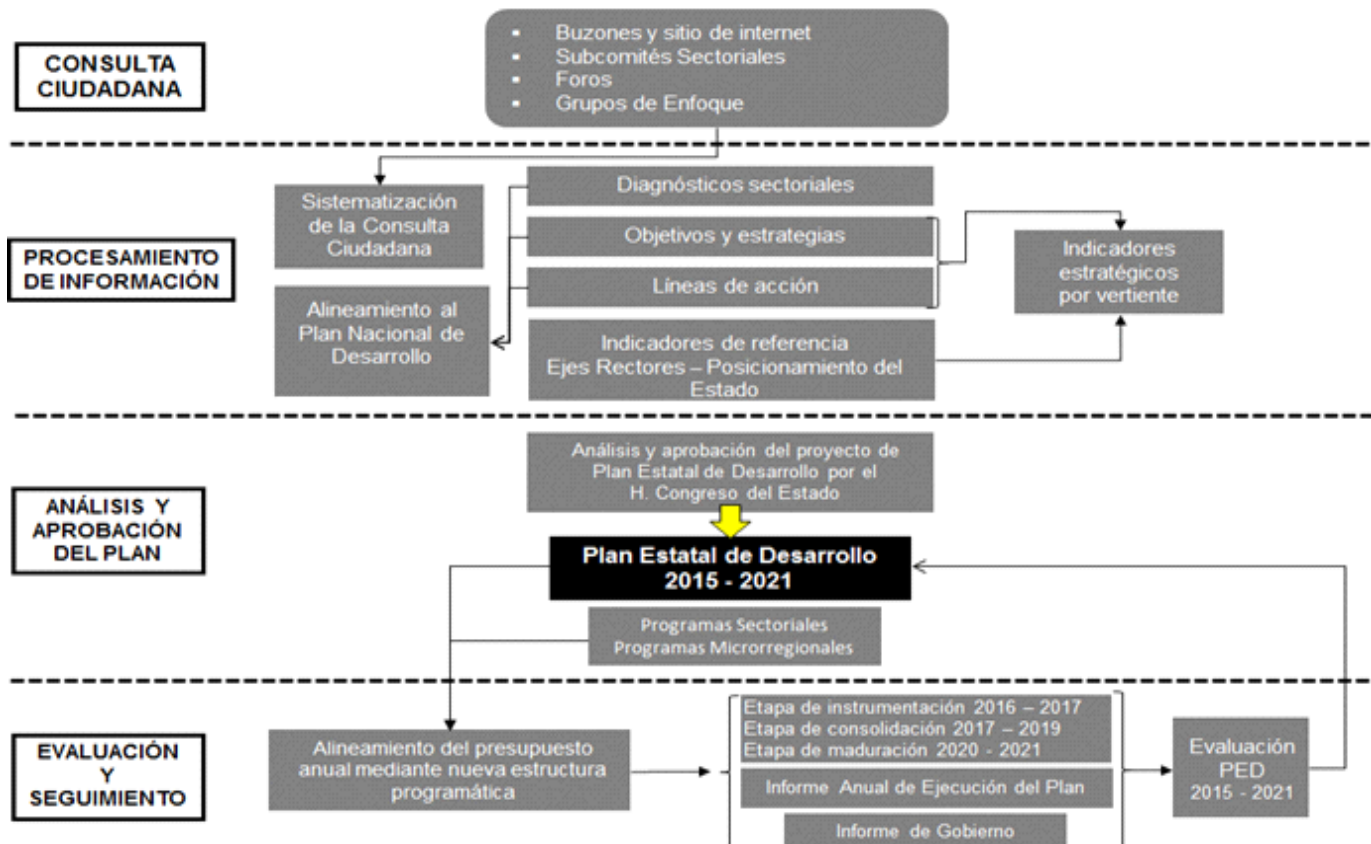 CONSULTA
CIUDADANA
▪ Buzones y sitio de internet
▪ Subcomités Sectoriales
▪ Foros
▪ Grupos de Enfoque
PROCESAMIENTO
DE INFORMACIÓN
Sistematización
de la Consulta
Ciudadana
Alineamiento al
Plan Nacional de
Desarrollo
Diagnósticos sectoriales
Objetivos y estrategias
Líneas de acción
Indicadores de referencia
Ejes Rectores – Posicionamiento del
Estado
Indicadores
estratégicos
por vertiente
ANÁLISIS Y
APROBACIÓN
DEL PLAN
Análisis y aprobación del proyecto de
Plan Estatal de Desarrollo por el
H. Congreso del Estado
Plan Estatal de Desarrollo
2015 - 2021
Programas Sectoriales
Programas Microrregionales
EVALUACIÓN
Y
SEGUIMIENTO
Alineamiento del presupuesto
anual mediante nueva estructura
programática
Etapa de instrumentación 2016 – 2017
Etapa de consolidación 2017 – 2019
Etapa de maduración 2020 - 2021
Informe Anual de Ejecución del Plan
Informe de Gobierno
Evaluación
PED
2015 - 2021